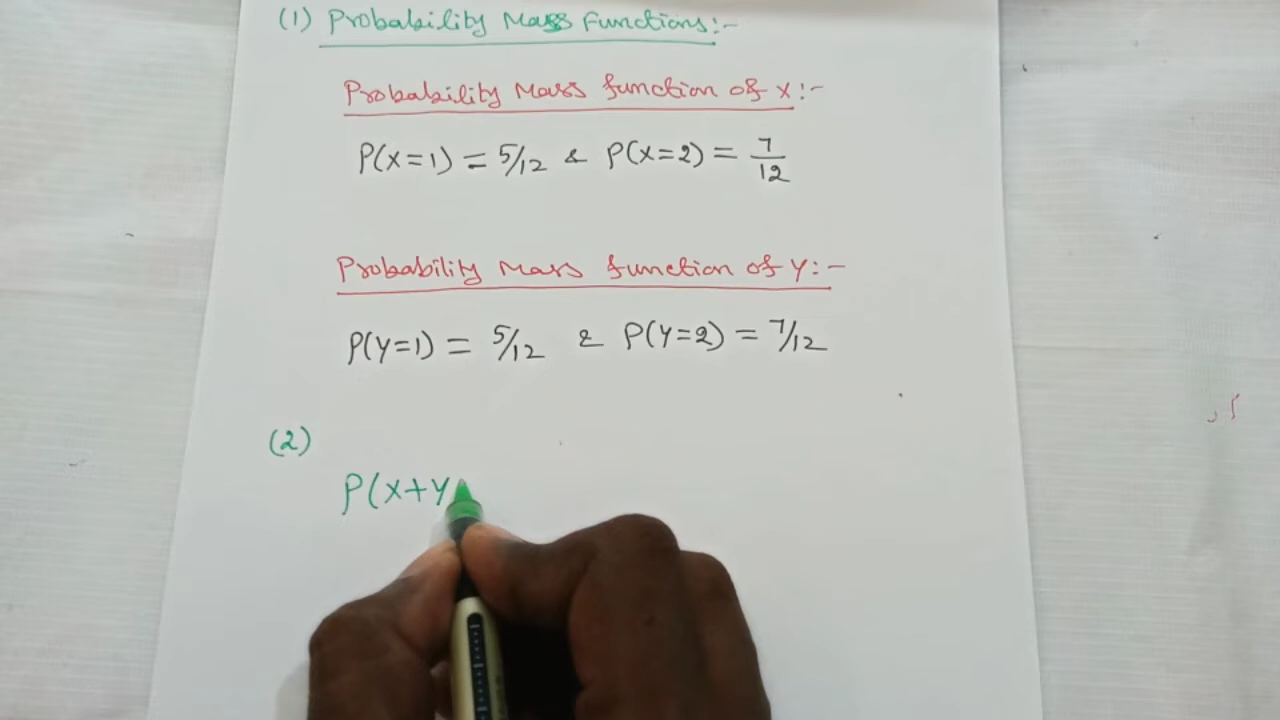 (1) Probability Mass Functions:-
Probability Mass function of X:-
P(X=1) = 5/12 & P(X=2) = 7/12
Probability Mass function of Y:-
P(Y=1) = 5/12 & P(Y=2) = 7/12
(2)
P(X+Y